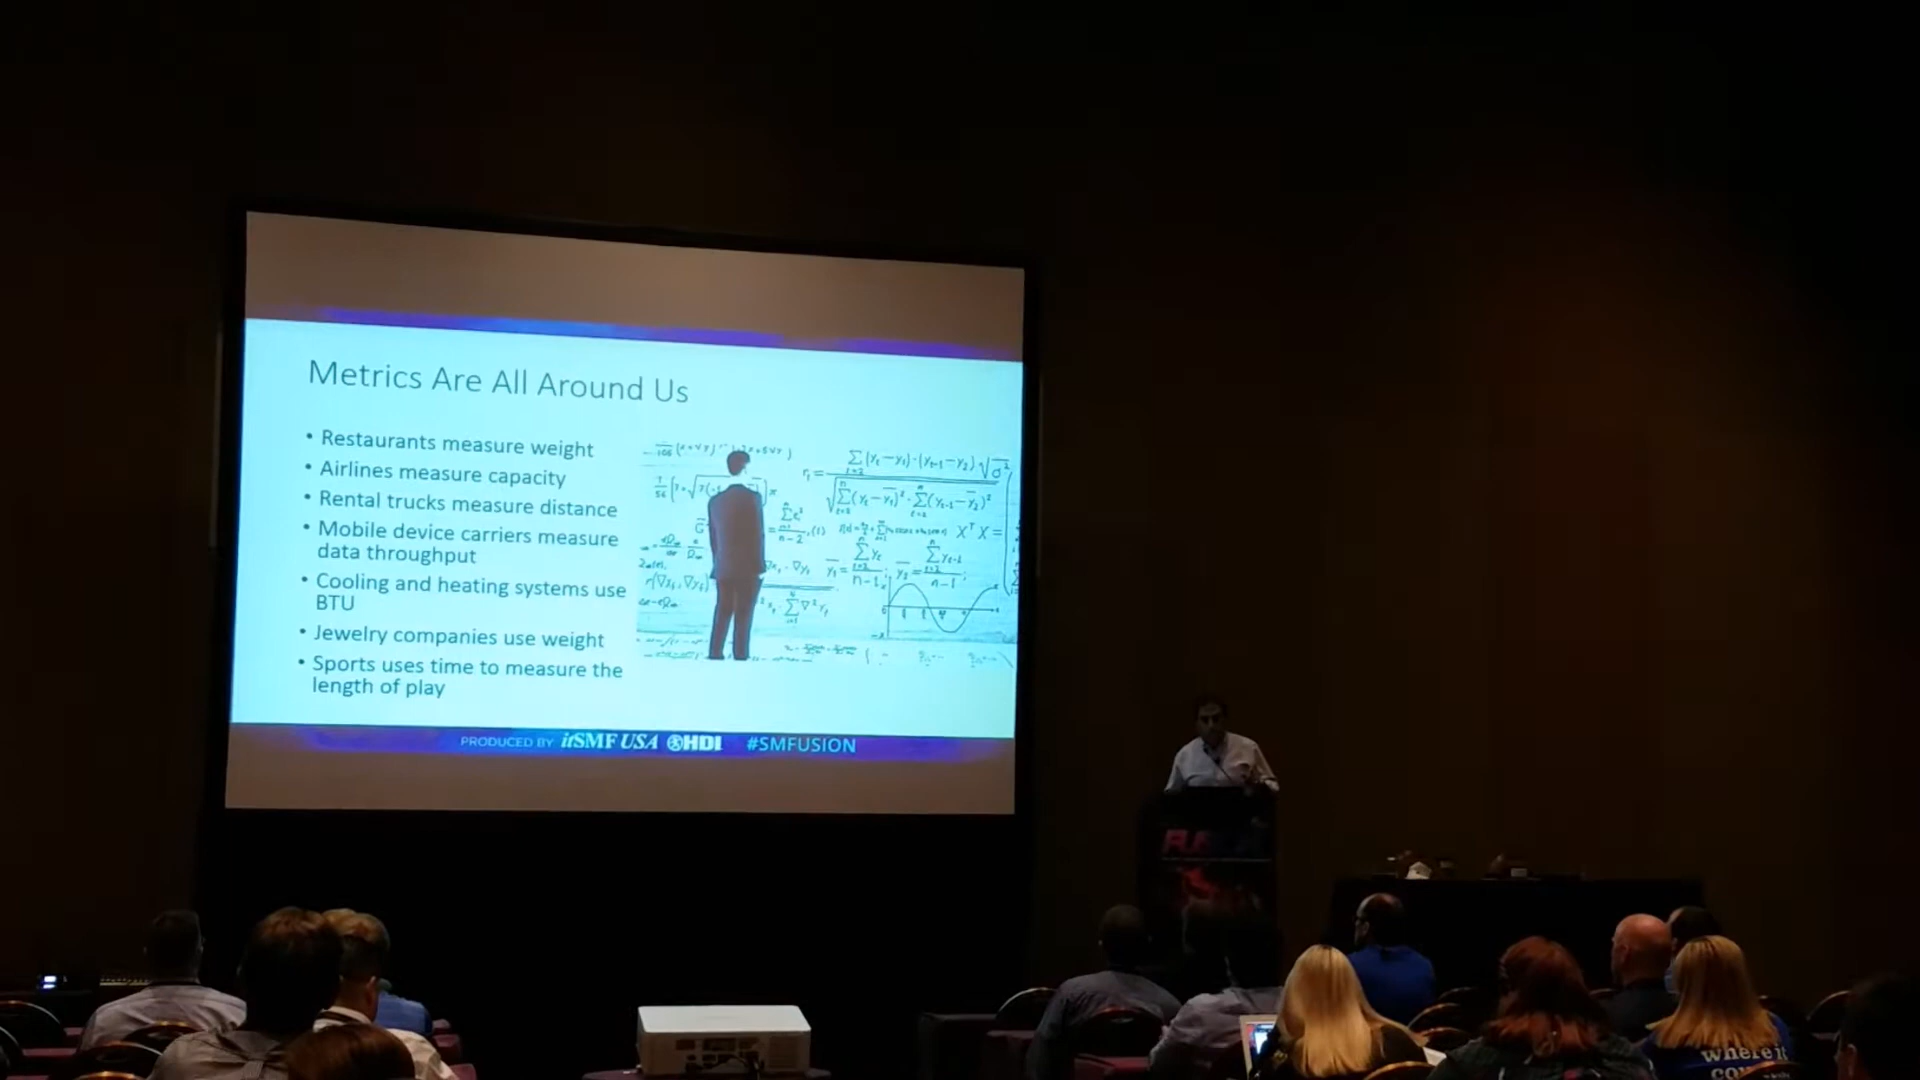 Metrics Are All Around Us
• Restaurants measure weight
• Airlines measure capacity
• Rental trucks measure distance
• Mobile device carriers measure
data throughput
• Cooling and heating systems use
BTU
• Jewelry companies use weight
• Sports uses time to measure the
length of play
PRODUCED BY itSMF USA HDI #SMFUSION
where it